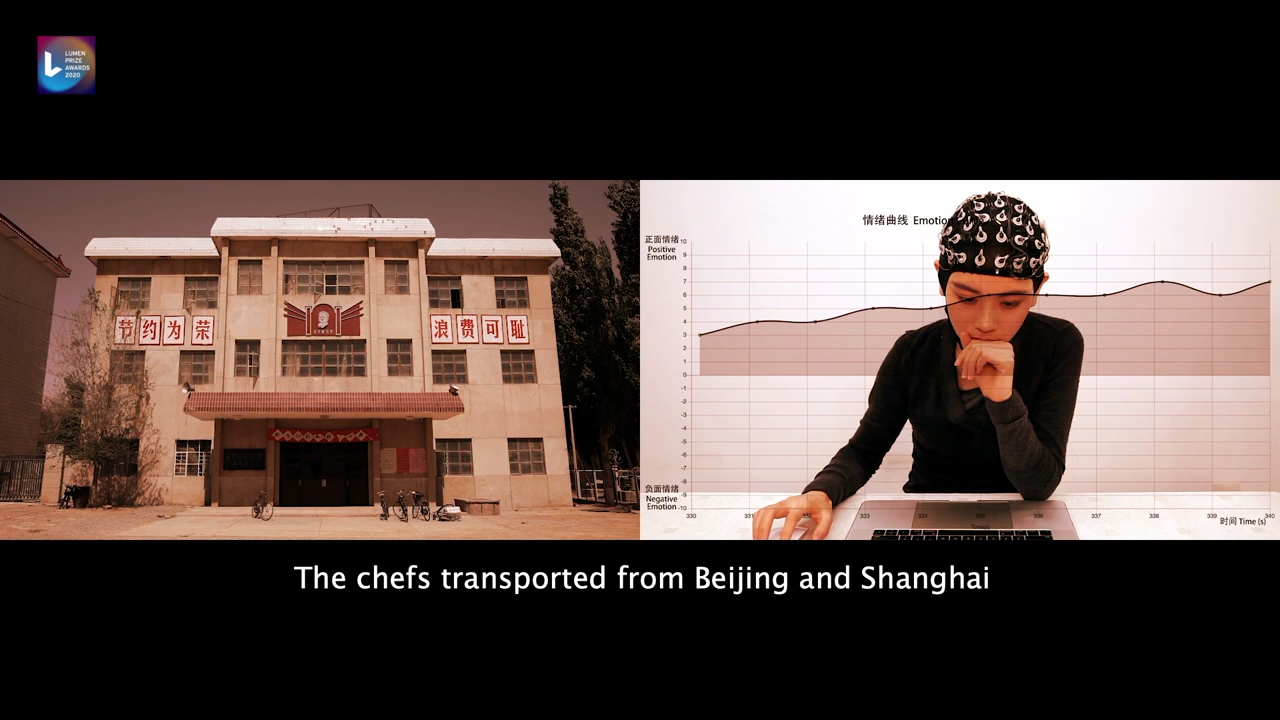 LUMEN
PRIZE
AWARDS
2020
节约为荣
浪费可耻
情绪曲线 Emotion
正面情绪
Positive
Emotion
10
9
8
7
6
5
4
3
2
1
0
-1
-2
-3
-4
-5
-6
-7
-8
-9
-10
负面情绪
Negative
Emotion
330 331 333 334 335 336 337 338 339 340
时间 Time (s)
The chefs transported from Beijing and Shanghai